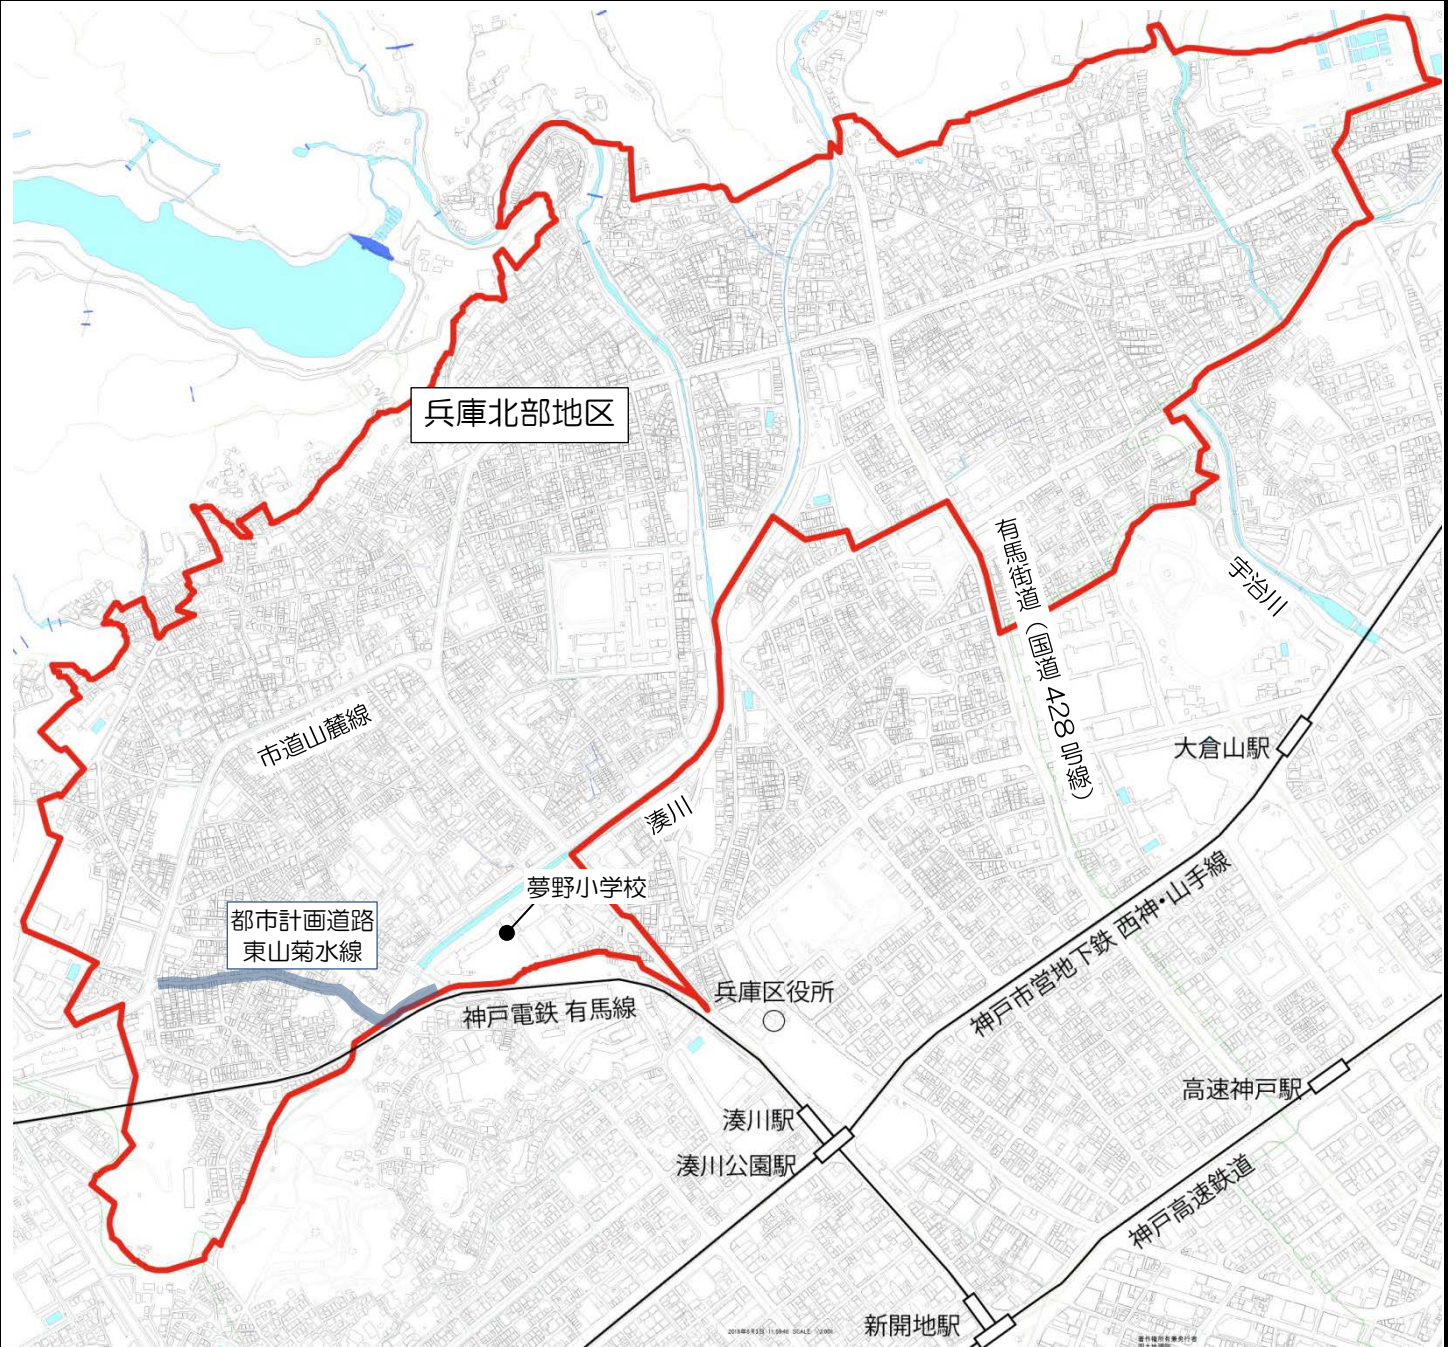 兵庫北部地区
有馬街道(国道428号線)
宇治川
市道山麓線
大倉山駅
湊川
夢野小学校
都市計画道路
東山菊水線
神戸市営地下鉄 西神・山手線
兵庫区役所
神戸電鉄 有馬線
高速神戸駅
湊川駅
湊川公園駅
神戸高速鉄道
新開地駅